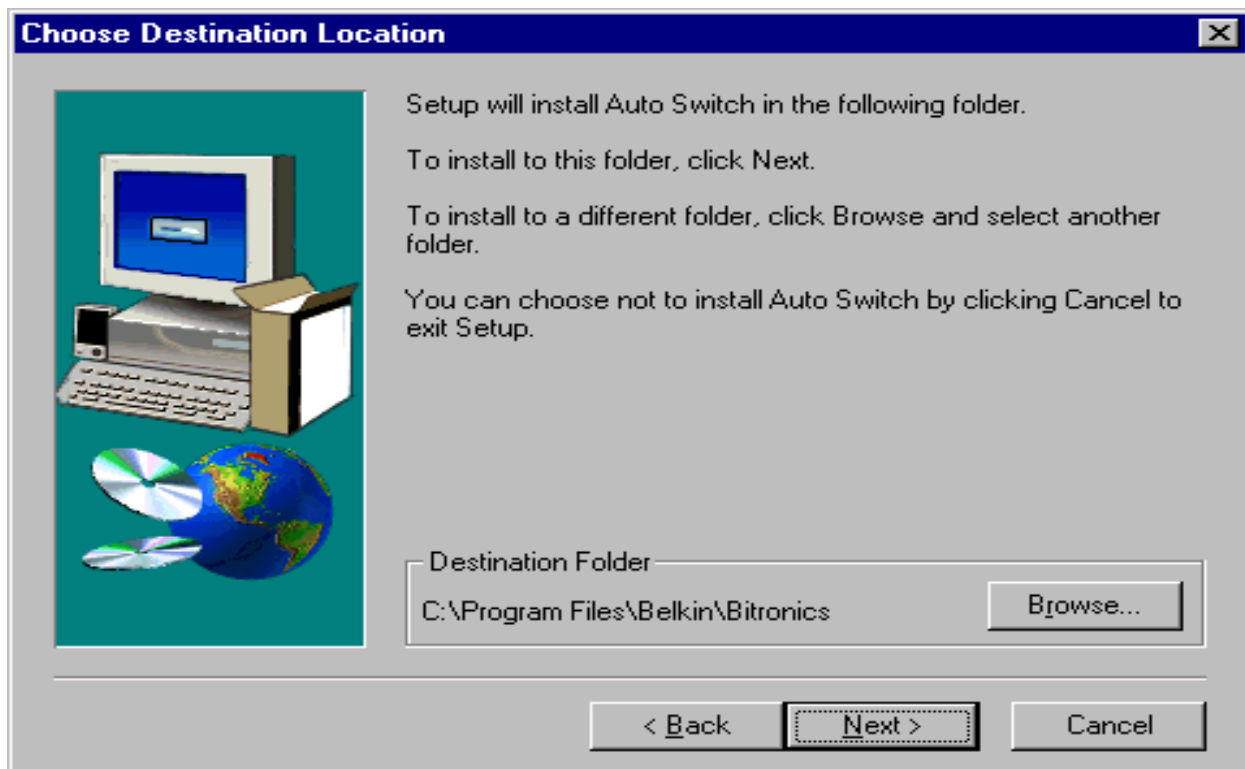 Choose Destination Location
Setup will install Auto Switch in the following folder.
To install to this folder, click Next.
To install to a different folder, click Browse and select another
folder.
You can choose not to install Auto Switch by clicking Cancel to
exit Setup.
Destination Folder
C:\Program Files\Belkin\Bitronics
Browse...
< Back
Next >
Cancel